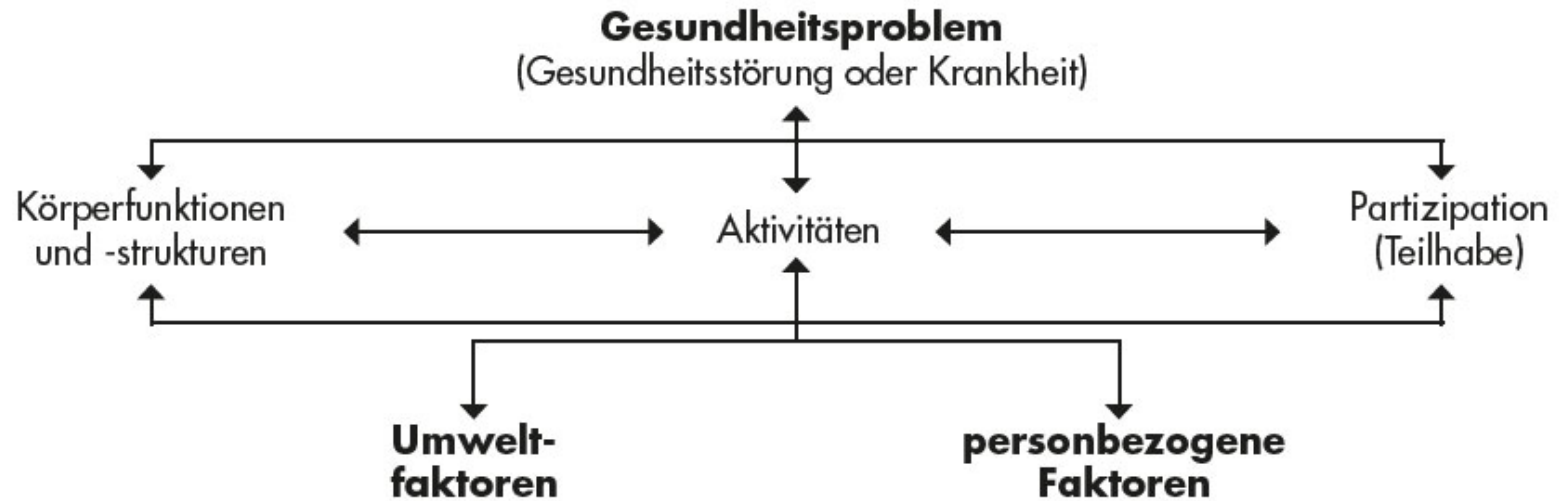 Gesundheitsproblem
(Gesundheitsstörung oder Krankheit)
Körperfunktionen
und -strukturen
Aktivitäten
Partizipation
(Teilhabe)
Umwelt-
faktoren
personbezogene
Faktoren